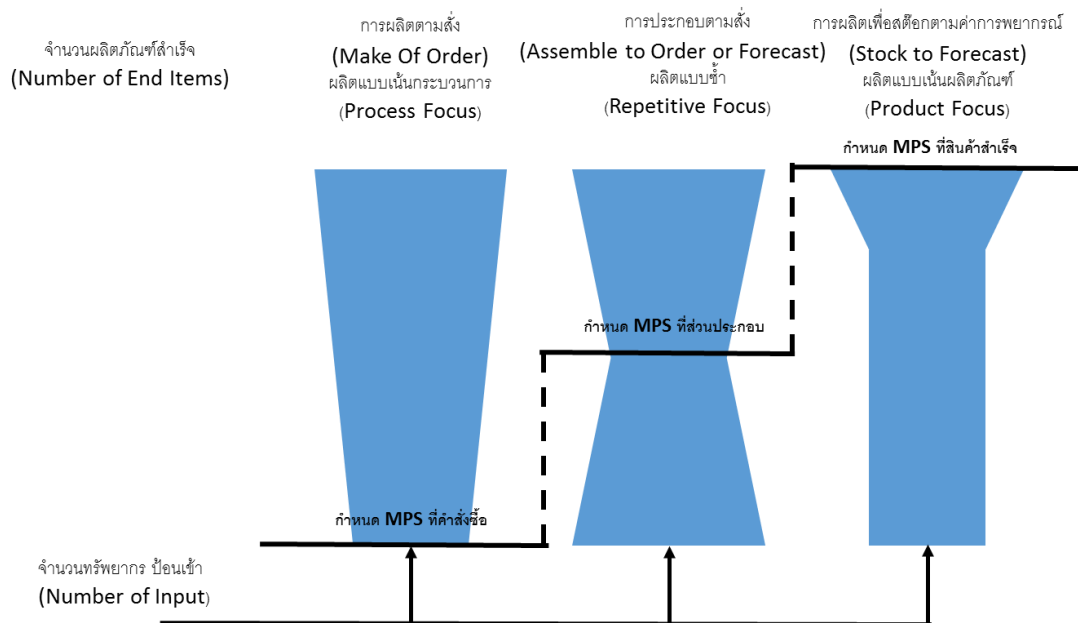 จำนวนผลิตภัณฑ์สำเร็จ
(Number of End Items)
การผลิตตามสั่ง
(Make Of Order)
ผลิตแบบเน้นกระบวนการ
(Process Focus)
การประกอบตามสั่ง
(Assemble to Order or Forecast)
ผลิตแบบซ้ำ
(Repetitive Focus)
การผลิตเพื่อสต๊อกตามค่าการพยากรณ์
(Stock to Forecast)
ผลิตแบบเน้นผลิตภัณฑ์
(Product Focus)
กำหนด MPS ที่สินค้าสำเร็จ
กำหนด MPS ที่ส่วนประกอบ
กำหนด MPS ที่คำสั่งซื้อ
จำนวนทรัพยากร ป้อนเข้า
(Number of Input)